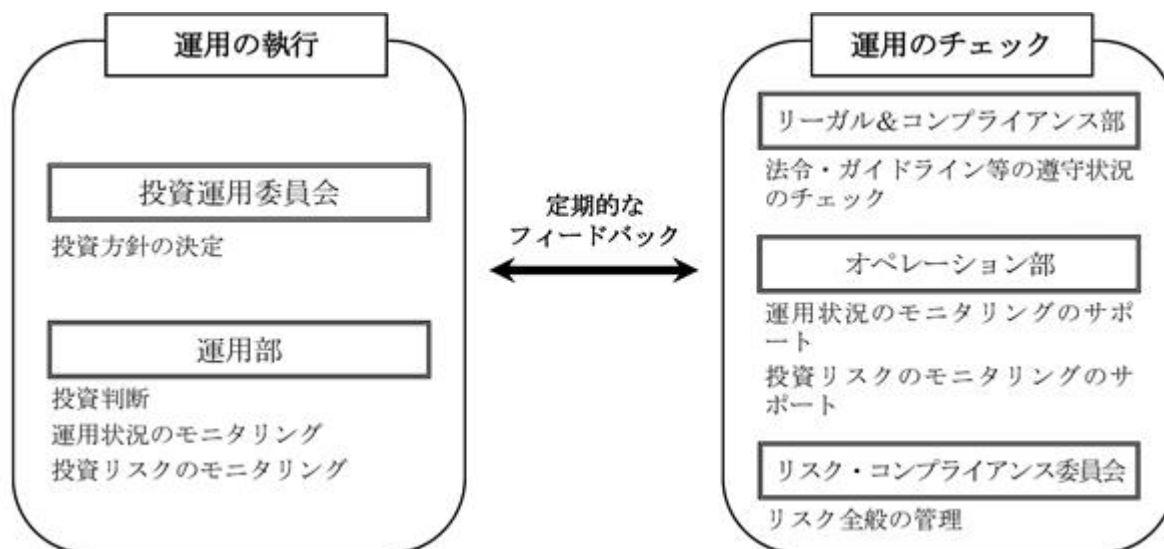 運用の執行
投資運用委員会
投資方針の決定
運用部
投資判断
運用状況のモニタリング
投資リスクのモニタリング
定期的な
フィードバック
運用のチェック
リーガル＆コンプライアンス部
法令・ガイドライン等の遵守状況
のチェック
オペレーション部
運用状況のモニタリングのサポ
ート
投資リスクのモニタリングのサ
ポート
リスク・コンプライアンス委員会
リスク全般の管理